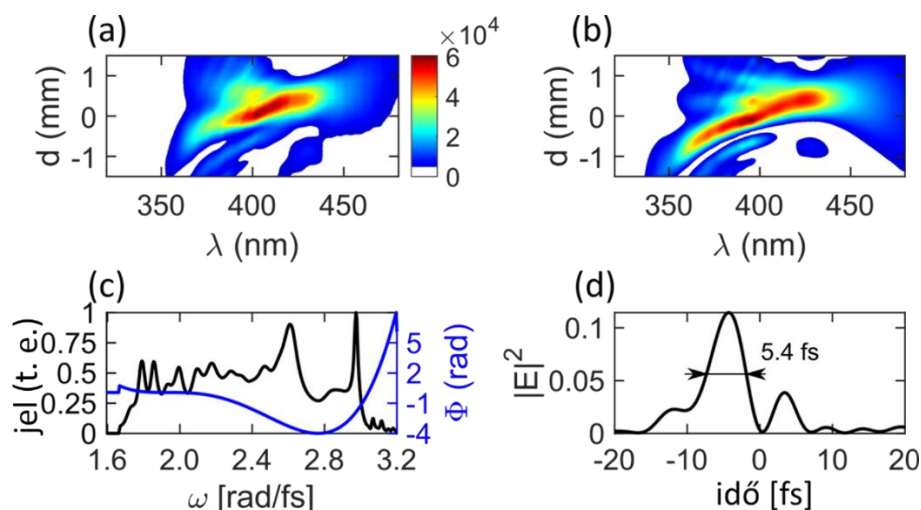 (a)
×10⁴
d (mm)
1
0
-1
350 400 450
λ (nm)
6
4
2
0
(b)
d (mm)
1
0
-1
350 400 450
λ (nm)
(c)
jel (t. e.)
1
0.75
0.5
0.25
0
1.6 2.0 2.4 2.8 3.2
ω [rad/fs]
5
2
-1
-4
Φ (rad)
(d)
|E|²
0.1
0.05
0
5.4 fs
-20 -10 0 10 20
idő [fs]